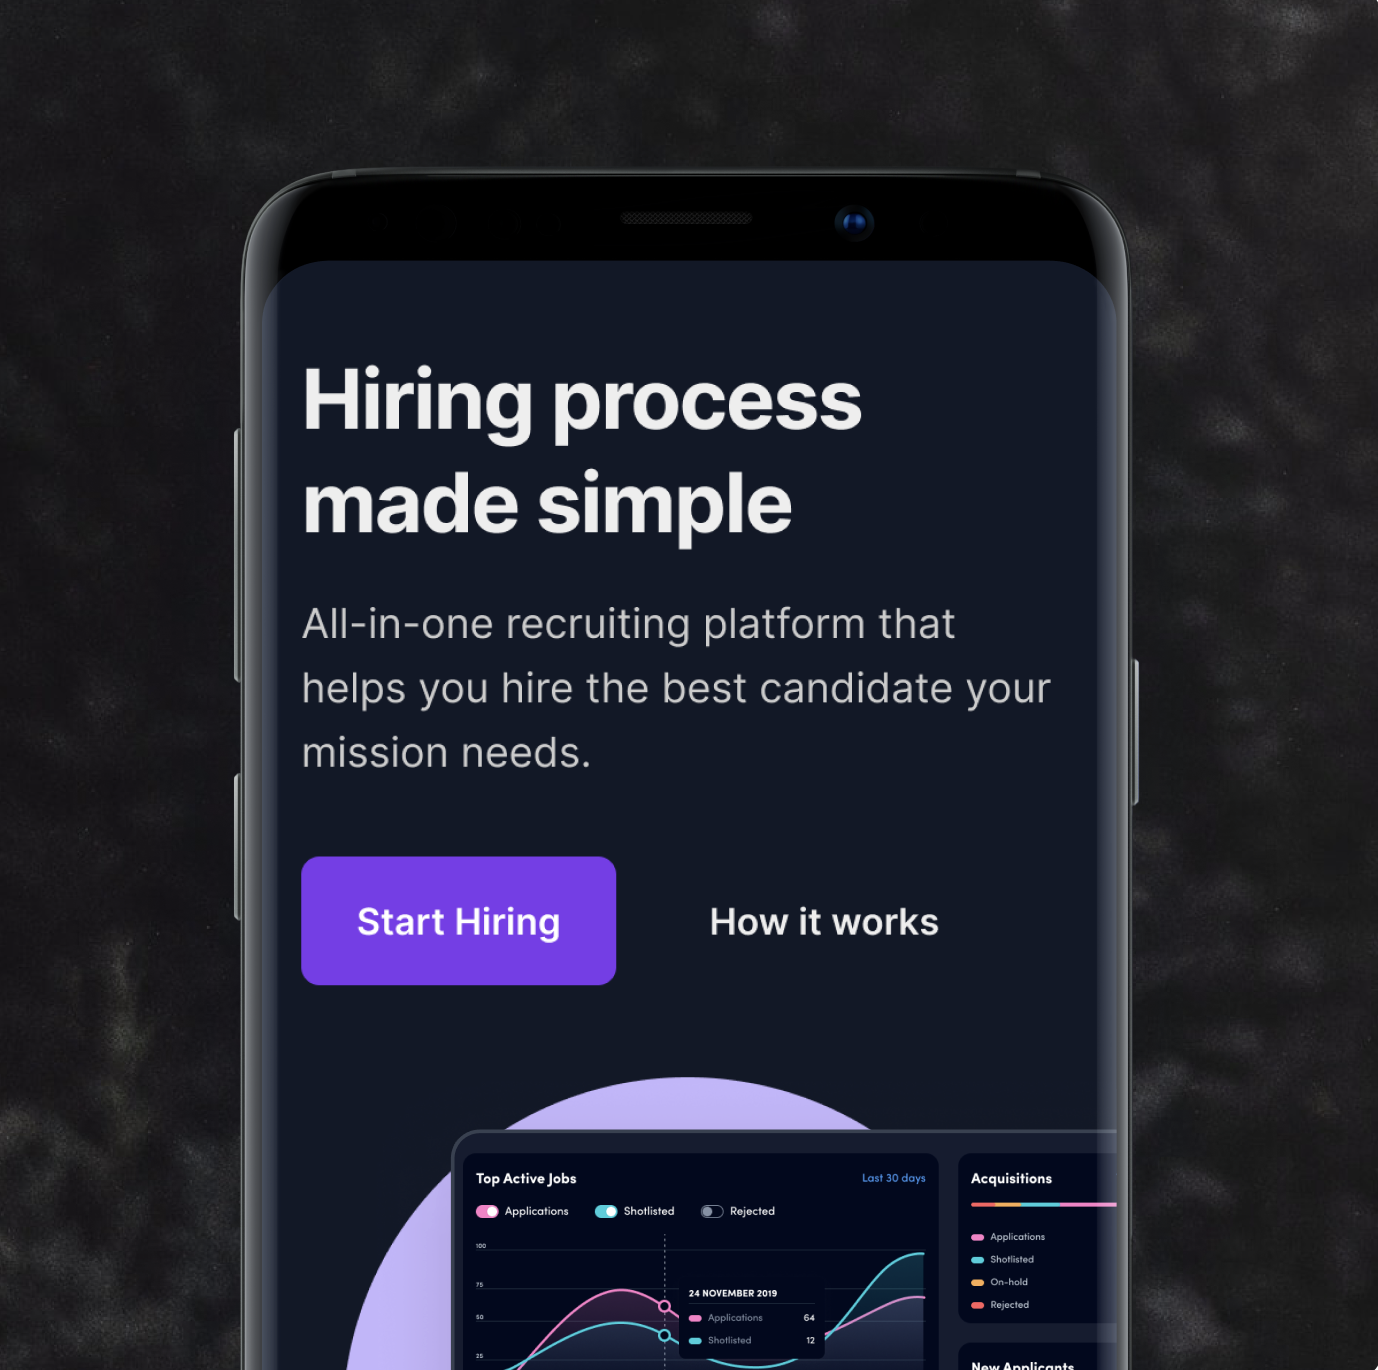 Hiring process
made simple
All-in-one recruiting platform that
helps you hire the best candidate your
mission needs.
Start Hiring
How it works
Top Active Jobs
Last 30 days
Applications
Shotlisted
Rejected
100
75
50
25
24 NOVEMBER 2019
Applications 64
Shotlisted 12
Acquisitions
Applications
Shotlisted
On-hold
Rejected
New Applicants